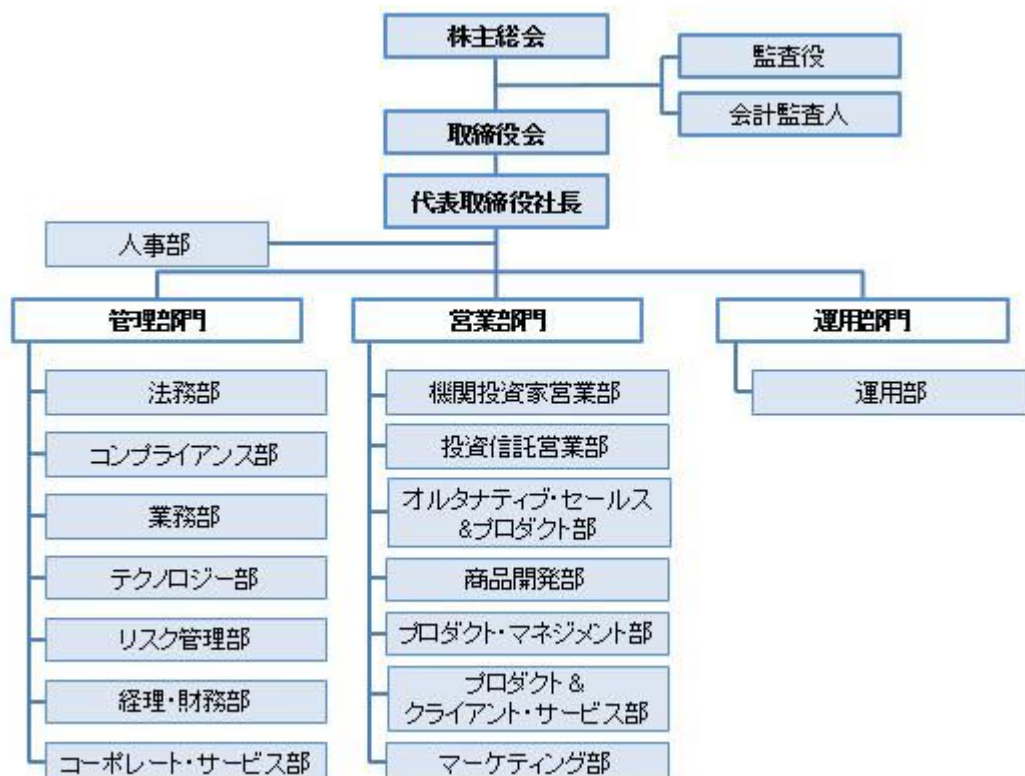 株主総会
監査役
会計監査人
取締役会
代表取締役社長
人事部
管理部門
営業部門
運用部門
法務部
コンプライアンス部
業務部
テクノロジー部
リスク管理部
経理・財務部
コーポレート・サービス部
機関投資家営業部
投資信託営業部
オルタナティブ・セールス
&プロダクト部
商品開発部
プロダクト・マネジメント部
プロダクト &
クライアント・サービス部
マーケティング部
運用部